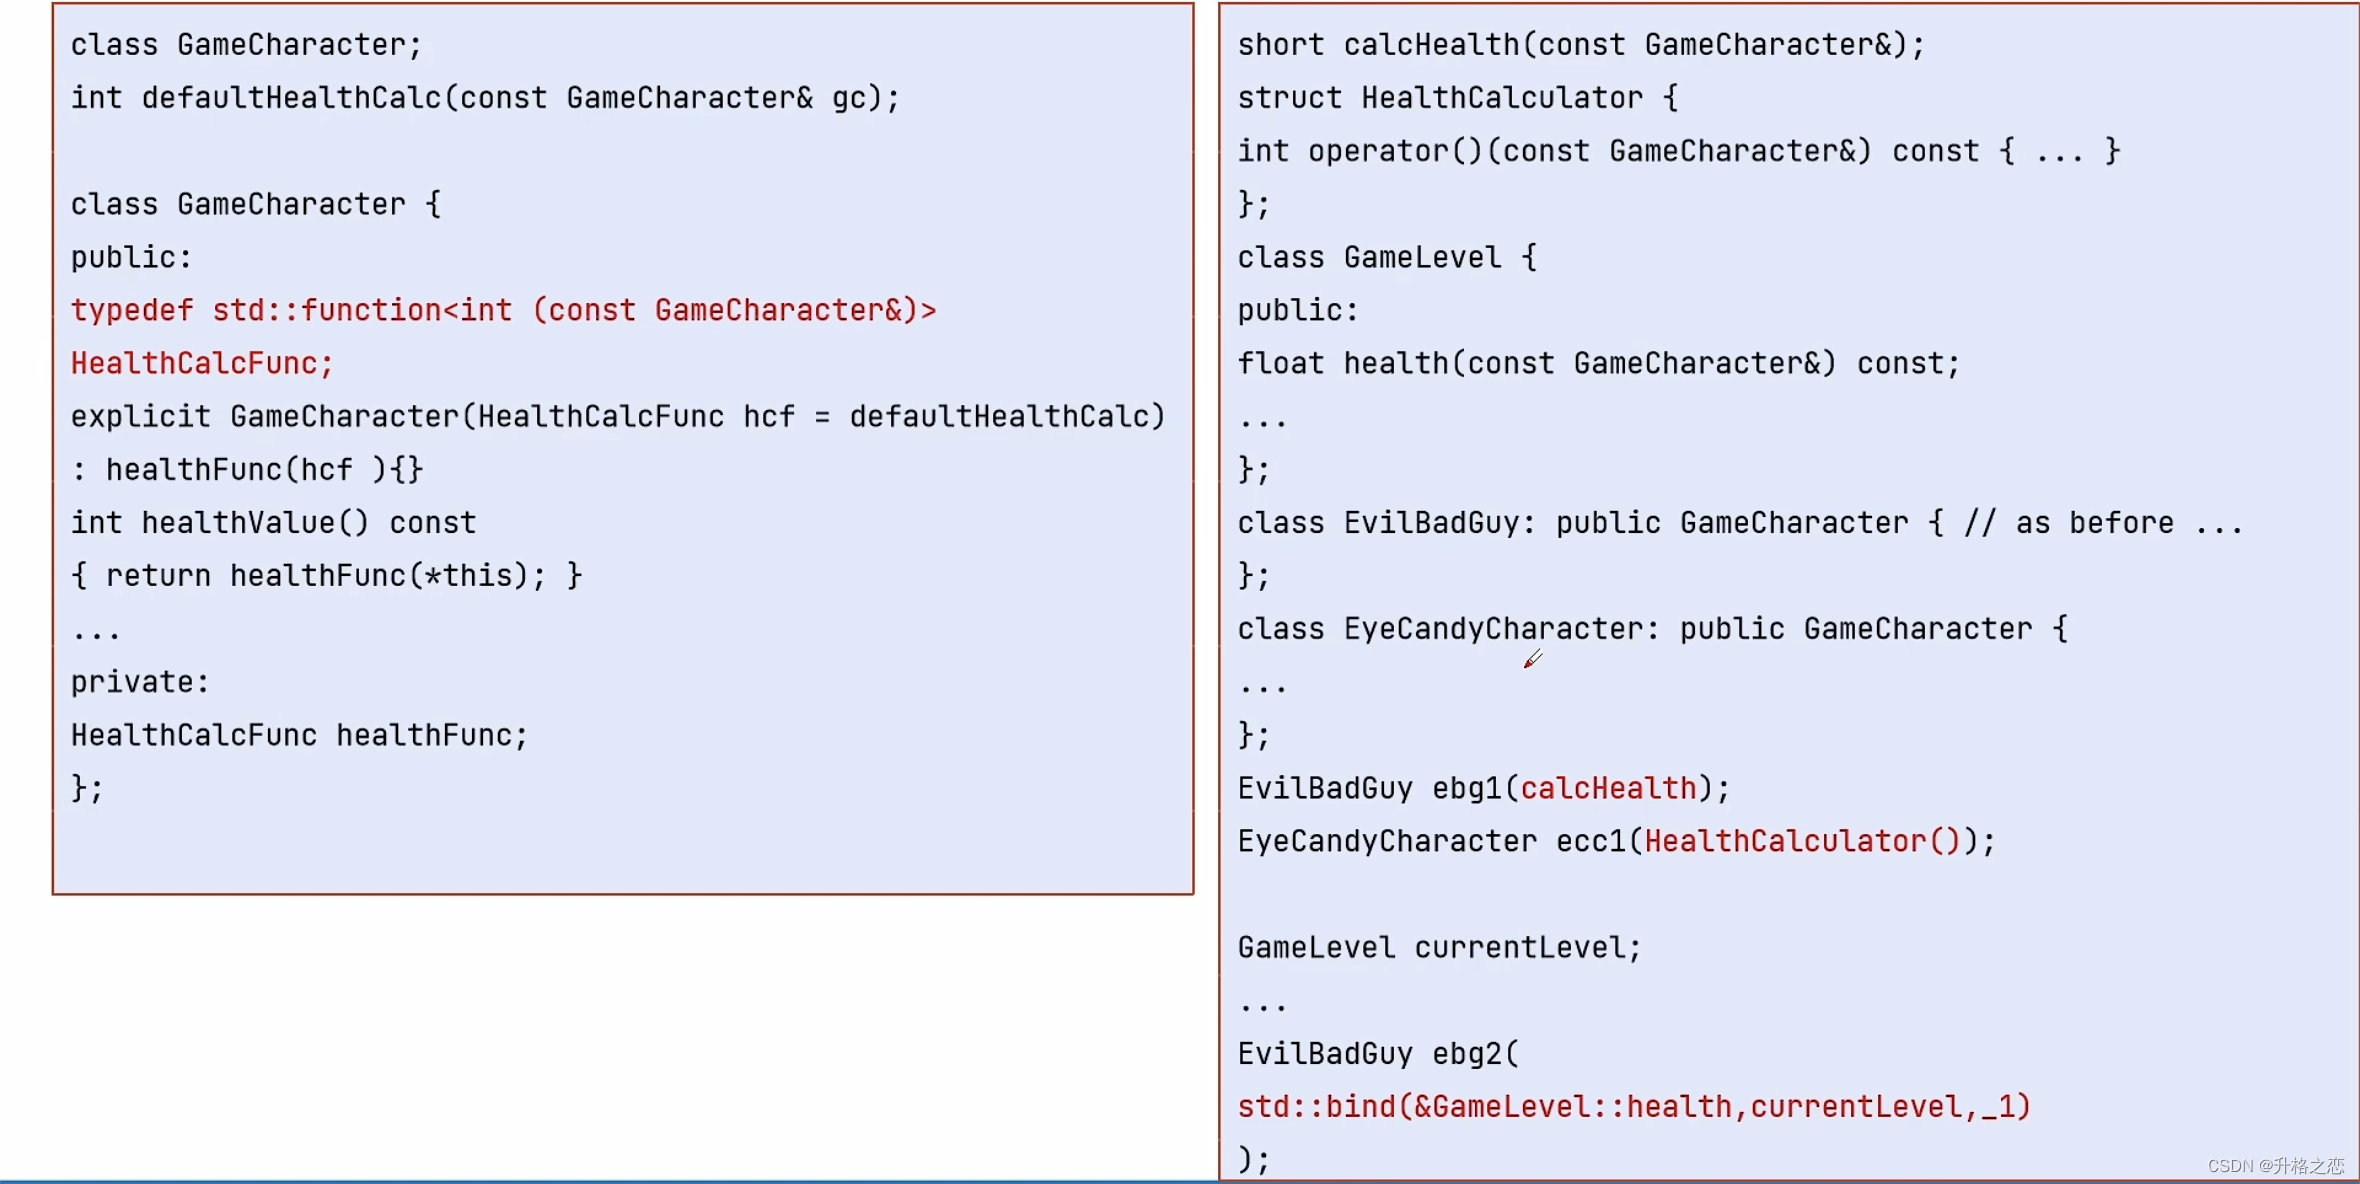 class GameCharacter;
int defaultHealthCalc(const GameCharacter& gc);
class GameCharacter {
public:
typedef std::function<int (const GameCharacter&)>
HealthCalcFunc;
explicit GameCharacter(HealthCalcFunc hcf = defaultHealthCalc)
: healthFunc(hcf ){}
int healthValue() const
{ return healthFunc(*this); }
...
private:
HealthCalcFunc healthFunc;
};
short calcHealth(const GameCharacter&);
struct HealthCalculator {
int operator()(const GameCharacter&) const { ... }
};
class GameLevel {
public:
float health(const GameCharacter&) const;
...
};
class EvilBadGuy: public GameCharacter { // as before ...
};
class EyeCandyCharacter: public GameCharacter {
...
};
EvilBadGuy ebg1(calcHealth);
EyeCandyCharacter ecc1(HealthCalculator());
GameLevel currentLevel;
...
EvilBadGuy ebg2(
std::bind(&GameLevel::health,currentLevel,_1)
);
CSDN @升格之恋